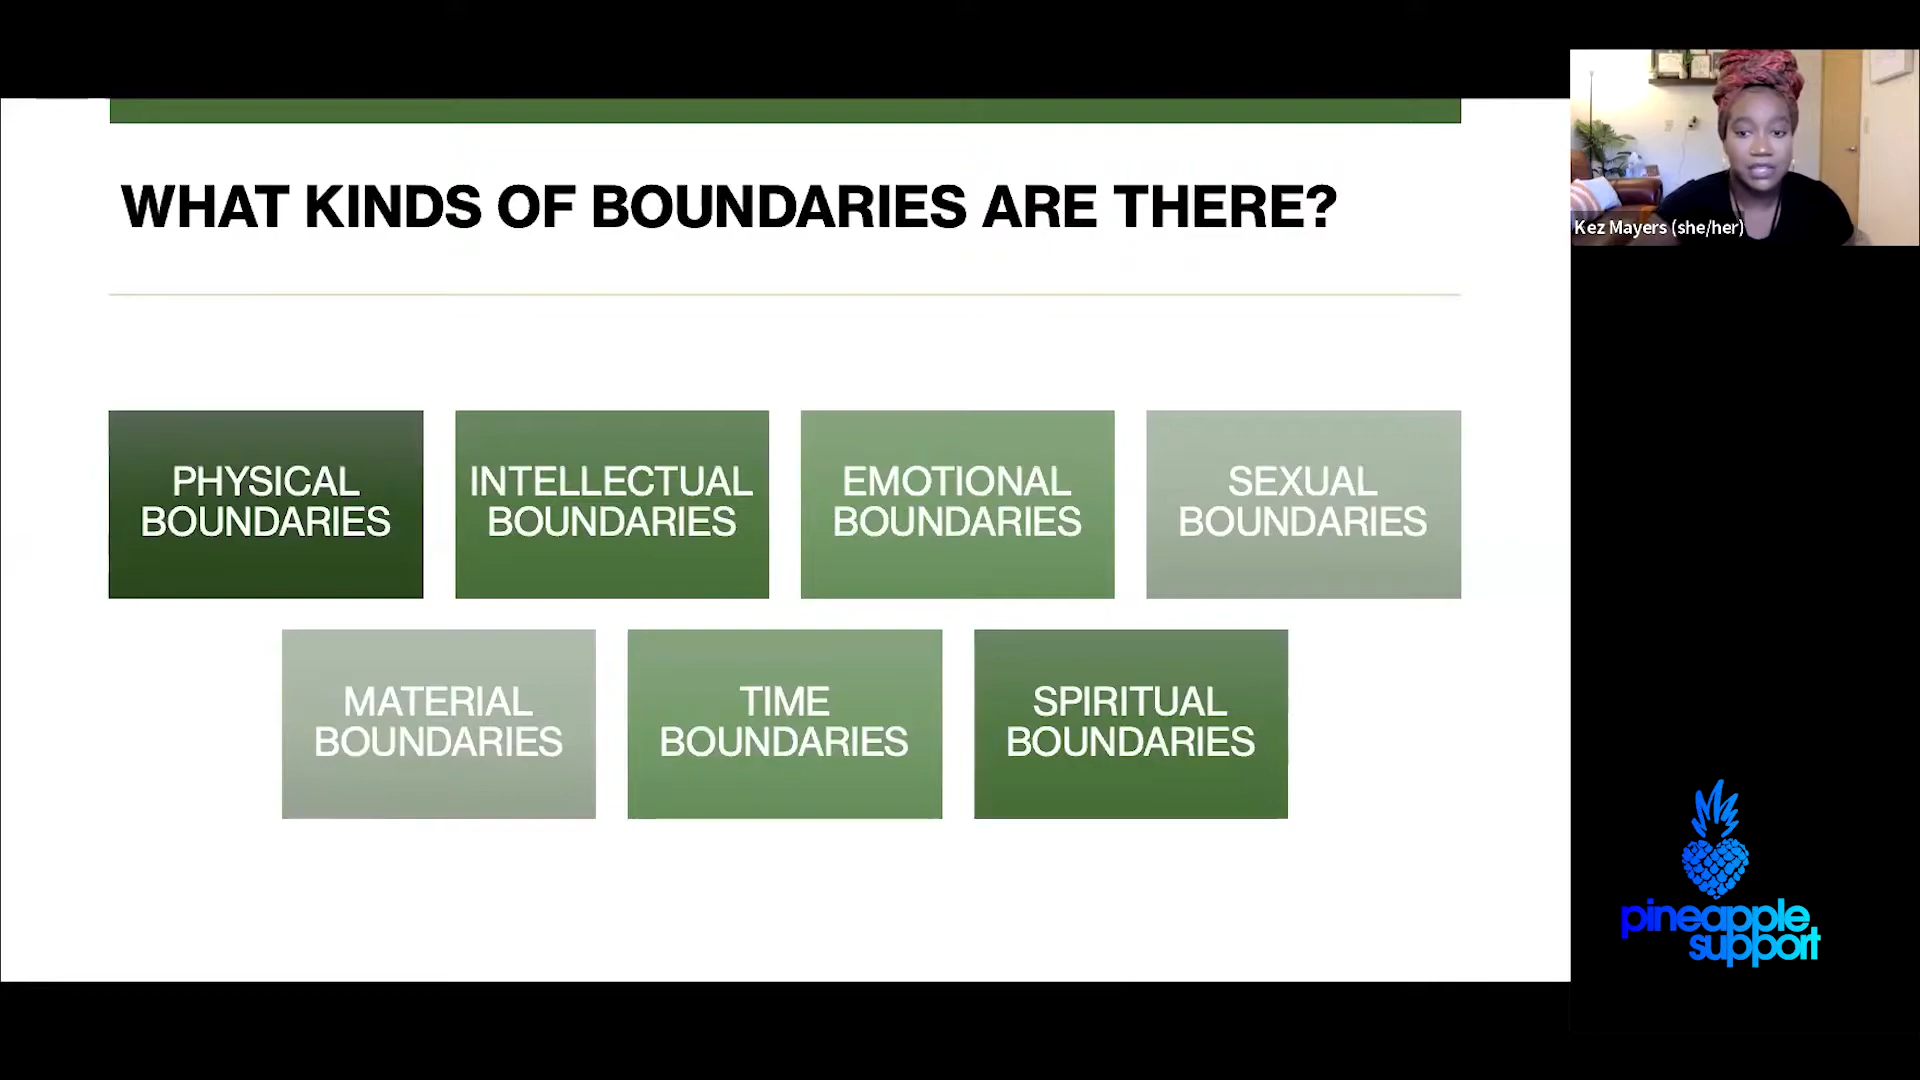 WHAT KINDS OF BOUNDARIES ARE THERE?
PHYSICAL
BOUNDARIES
INTELLECTUAL
BOUNDARIES
EMOTIONAL
BOUNDARIES
SEXUAL
BOUNDARIES
MATERIAL
BOUNDARIES
TIME
BOUNDARIES
SPIRITUAL
BOUNDARIES
Kez Mayers (she/her)
pineapple
support